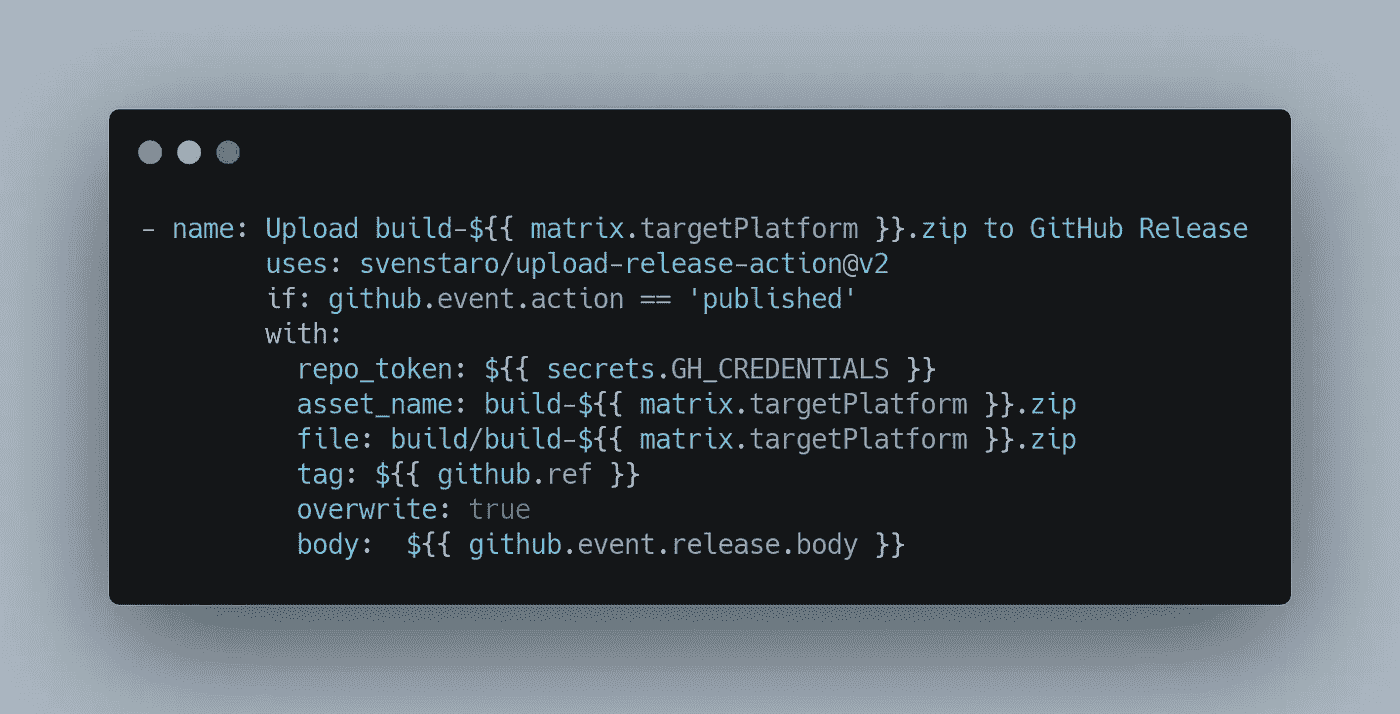 - name: Upload build-${{ matrix.targetPlatform }}.zip to GitHub Release
        uses: svenstaro/upload-release-action@v2
        if: github.event.action == 'published'
        with:
          repo_token: ${{ secrets.GH_CREDENTIALS }}
          asset_name: build-${{ matrix.targetPlatform }}.zip
          file: build/build-${{ matrix.targetPlatform }}.zip
          tag: ${{ github.ref }}
          overwrite: true
          body:  ${{ github.event.release.body }}